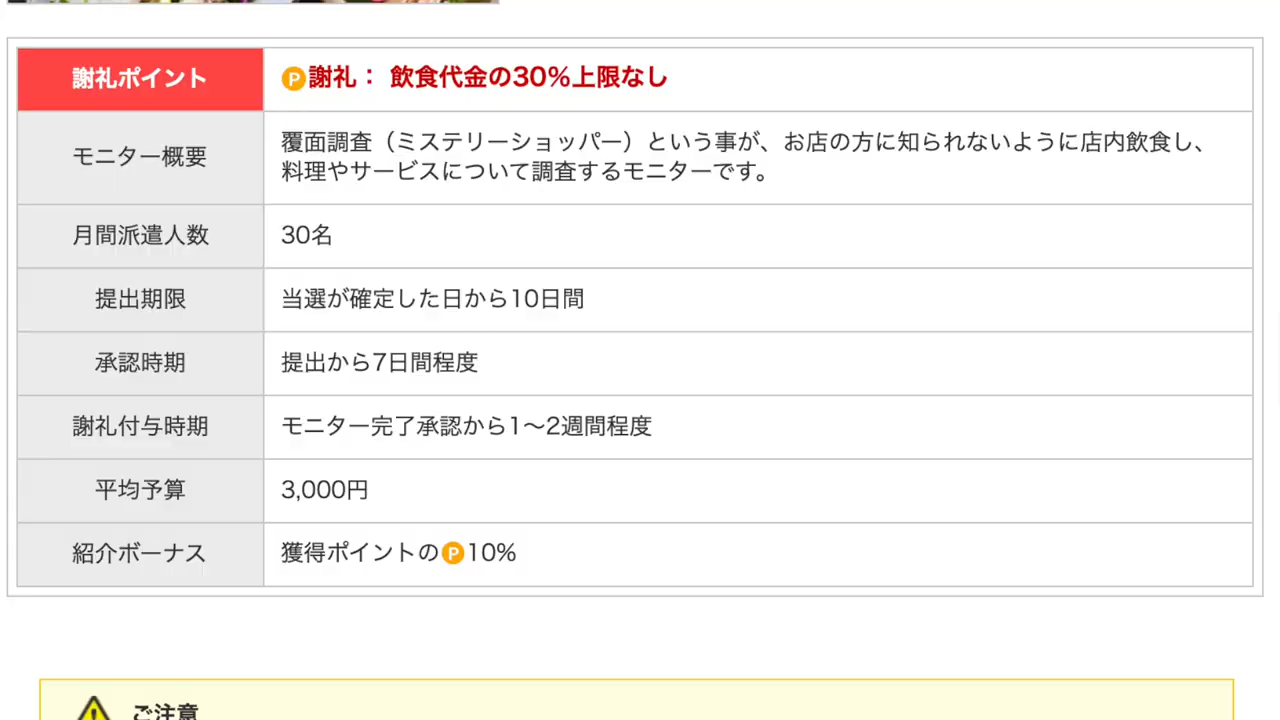 謝礼ポイント
P謝礼： 飲食代金の30%上限なし
モニター概要
覆面調査（ミステリーショッパー）という事が、お店の方に知られないように店内飲食し、
料理やサービスについて調査するモニターです。
月間派遣人数
30名
提出期限
当選が確定した日から10日間
承認時期
提出から7日間程度
謝礼付与時期
モニター完了承認から1〜2週間程度
平均予算
3,000円
紹介ボーナス
獲得ポイントのP10%
ご注意